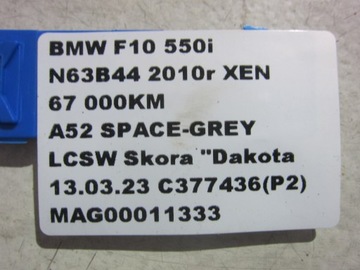 BMW F10 550i
N63B44 2010r XEN
67 000KM
A52 SPACE-GREY
LCSW Skora "Dakota
13.03.23 C377436(P2)
MAG00011333